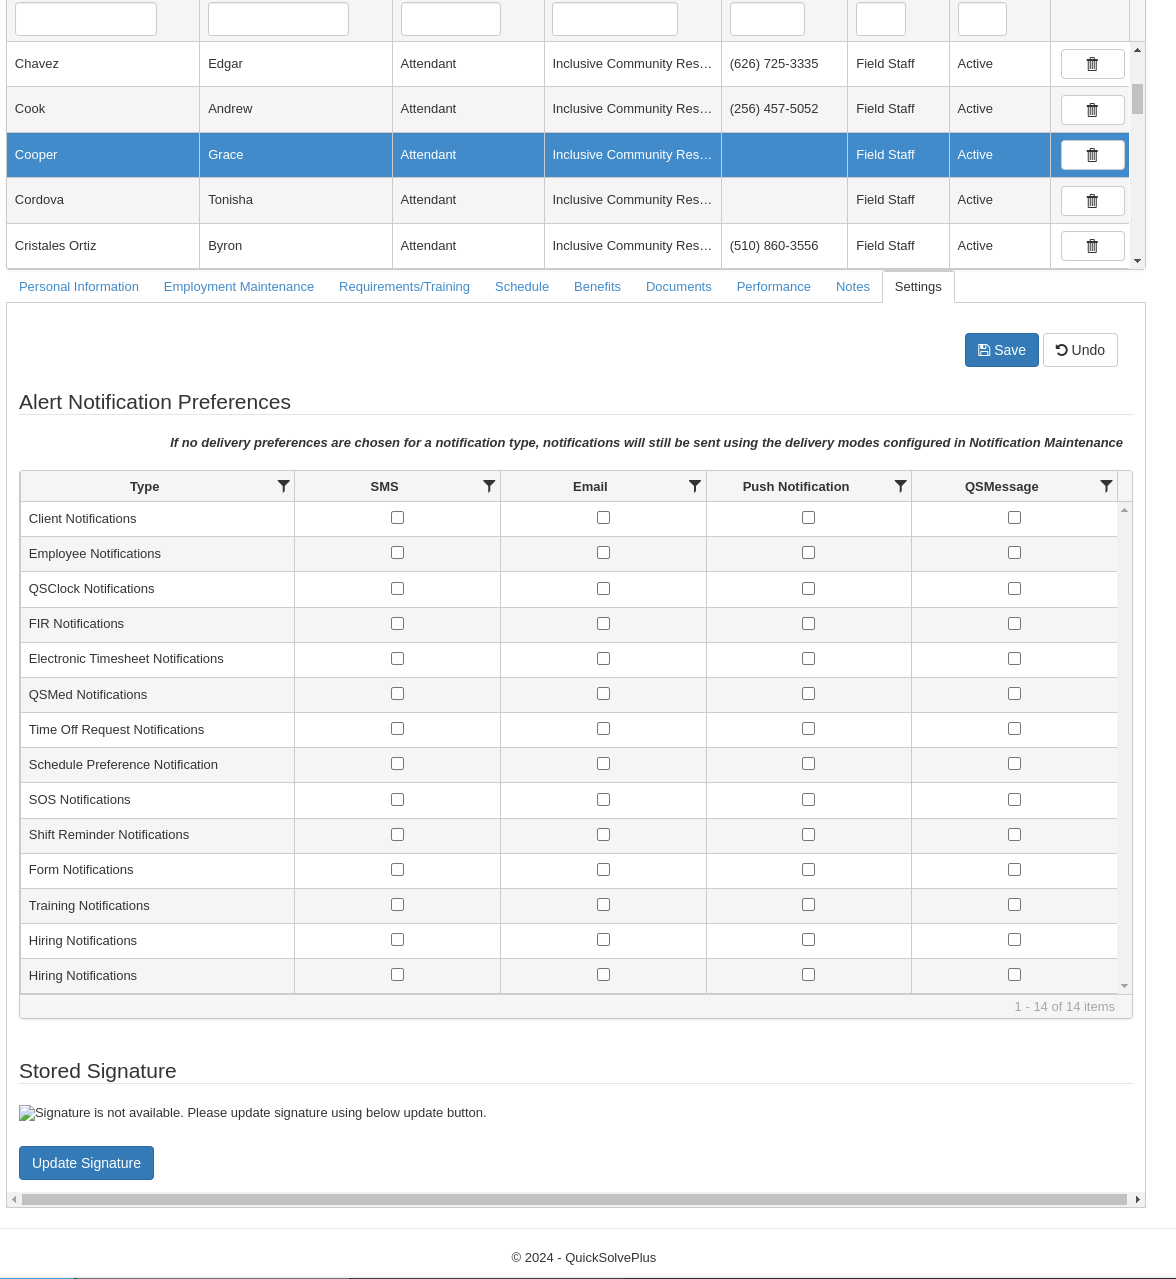 Chavez Edgar Attendant Inclusive Community Res… (626) 725-3335 Field Staff Active
Cook Andrew Attendant Inclusive Community Res… (256) 457-5052 Field Staff Active
Cooper Grace Attendant Inclusive Community Res… Field Staff Active
Cordova Tonisha Attendant Inclusive Community Res… Field Staff Active
Cristales Ortiz Byron Attendant Inclusive Community Res… (510) 860-3556 Field Staff Active
Personal Information Employment Maintenance Requirements/Training Schedule Benefits Documents Performance Notes Settings
Save Undo
Alert Notification Preferences
If no delivery preferences are chosen for a notification type, notifications will still be sent using the delivery modes configured in Notification Maintenance
Type SMS Email Push Notification QSMessage
Client Notifications
Employee Notifications
QSClock Notifications
FIR Notifications
Electronic Timesheet Notifications
QSMed Notifications
Time Off Request Notifications
Schedule Preference Notification
SOS Notifications
Shift Reminder Notifications
Form Notifications
Training Notifications
Hiring Notifications
Hiring Notifications
1 - 14 of 14 items
Stored Signature
Signature is not available. Please update signature using below update button.
Update Signature
© 2024 - QuickSolvePlus